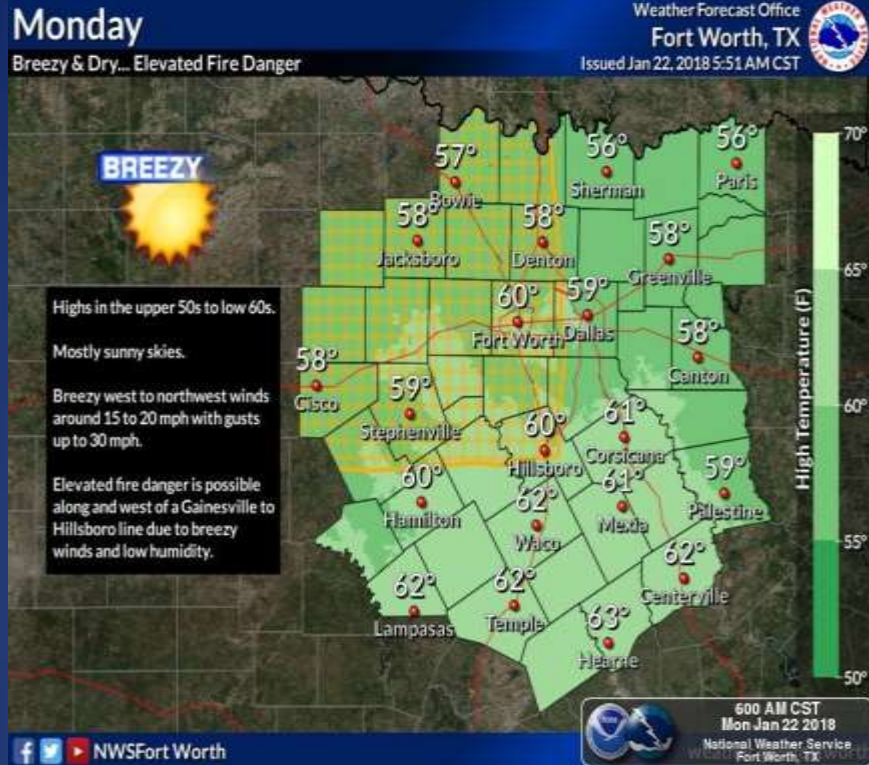 Monday
Breezy & Dry... Elevated Fire Danger
Weather Forecast Office
Fort Worth, TX
Issued Jan 22, 2018 5:51 AM CST
NATIONAL WEATHER SERVICE
BREEZY
Highs in the upper 50s to low 60s.
Mostly sunny skies.
Breezy west to northwest winds
around 15 to 20 mph with gusts
up to 30 mph.
Elevated fire danger is possible
along and west of a Gainesville to
Hillsboro line due to breezy
winds and low humidity.
57°
Bowie
56°
Sherman
56°
Paris
58°
Jacksboro
58°
Denton
58°
Greenville
60°
Fort Worth
59°
Dallas
58°
Canton
58°
Cisco
59°
Stephenville
60°
Hillsboro
61°
Corsicana
59°
Palestine
60°
Hamilton
62°
Waco
61°
Mexia
62°
Centerville
62°
Lampasas
62°
Temple
63°
Hearne
High Temperature (F)
70°
65°
60°
55°
50°
NWSFort Worth
600 AM CST
Mon Jan 22 2018
National Weather Service
Fort Worth, TX